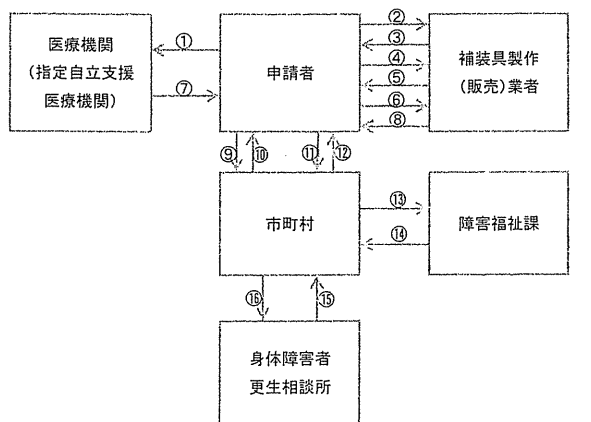 医療機関
(指定自立支援
医療機関)
①
⑦
申請者
②
③
④
⑤
⑥
⑧
補装具製作
(販売)業者
⑨
⑩
⑪
⑫
市町村
⑬
⑭
障害福祉課
⑯
⑮
身体障害者
更生相談所